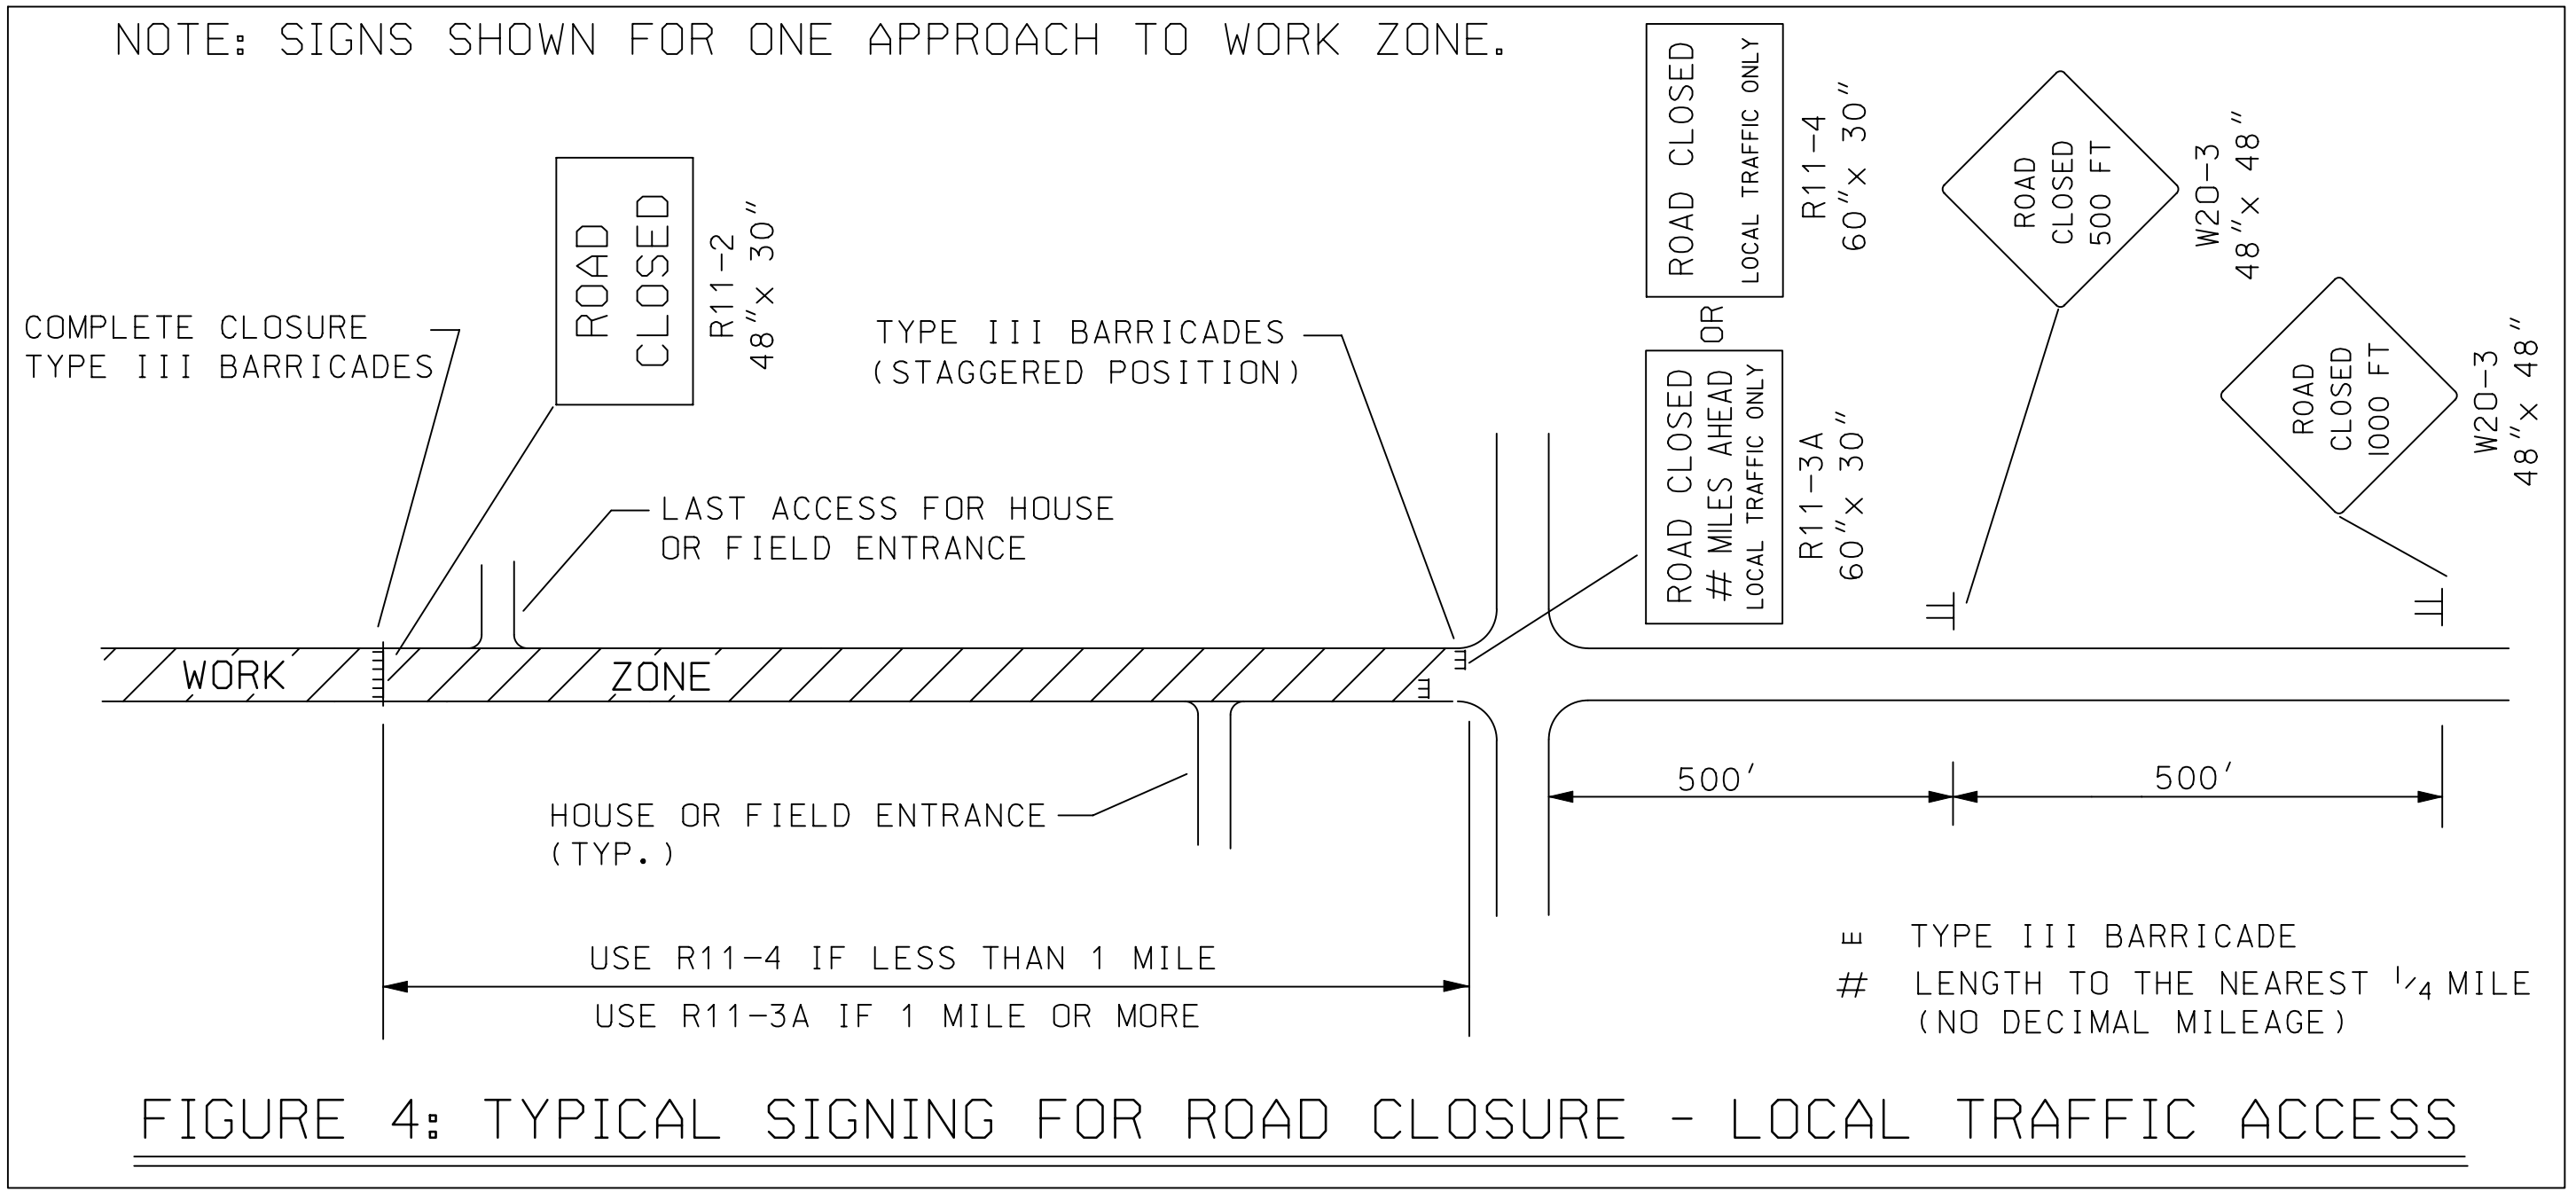 NOTE: SIGNS SHOWN FOR ONE APPROACH TO WORK ZONE.
COMPLETE CLOSURE
TYPE III BARRICADES
ROAD
CLOSED
R11-2
48"x 30"
TYPE III BARRICADES
(STAGGERED POSITION)
ROAD CLOSED
LOCAL TRAFFIC ONLY
R11-4
60"x 30"
OR
ROAD CLOSED
# MILES AHEAD
LOCAL TRAFFIC ONLY
R11-3A
60"x 30"
ROAD
CLOSED
500 FT
W20-3
48"x 48"
ROAD
CLOSED
1000 FT
W20-3
48"x 48"
LAST ACCESS FOR HOUSE
OR FIELD ENTRANCE
WORK ZONE
HOUSE OR FIELD ENTRANCE
(TYP.)
500' 500'
USE R11-4 IF LESS THAN 1 MILE
USE R11-3A IF 1 MILE OR MORE
TYPE III BARRICADE
# LENGTH TO THE NEAREST 1/4 MILE
(NO DECIMAL MILEAGE)
FIGURE 4: TYPICAL SIGNING FOR ROAD CLOSURE - LOCAL TRAFFIC ACCESS